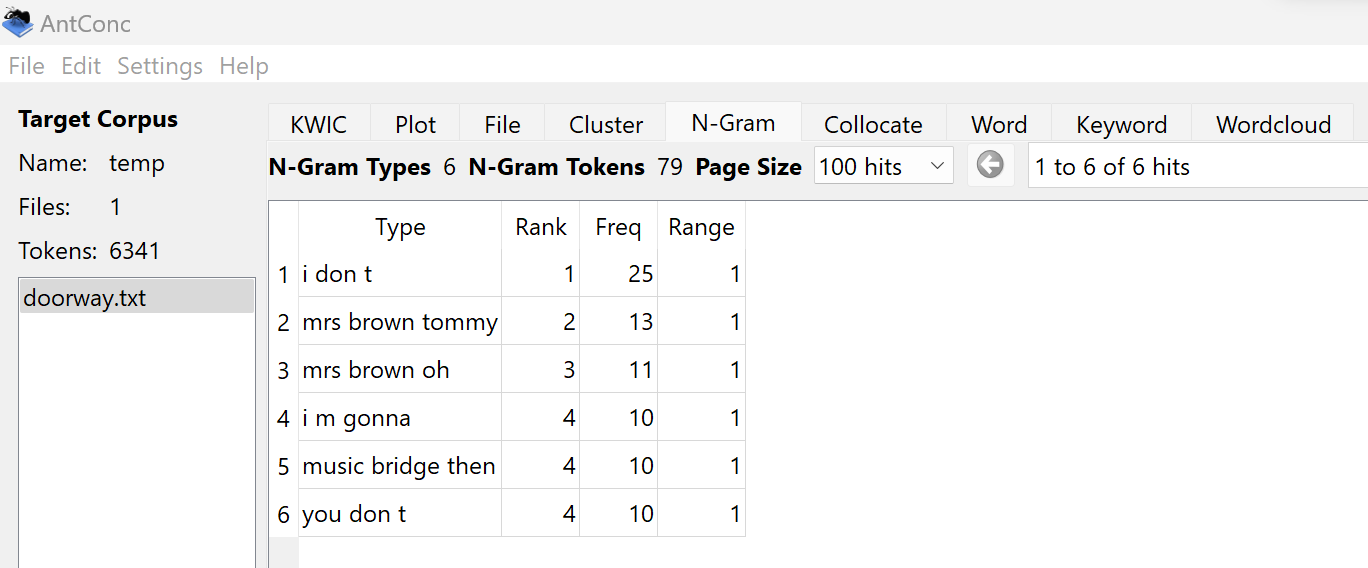 AntConc
File Edit Settings Help
Target Corpus
Name: temp
Files: 1
Tokens: 6341
doorway.txt
KWIC Plot File Cluster N-Gram Collocate Word Keyword Wordcloud
N-Gram Types 6 N-Gram Tokens 79 Page Size 100 hits 1 to 6 of 6 hits
Type Rank Freq Range
1 i don t 1 25 1
2 mrs brown tommy 2 13 1
3 mrs brown oh 3 11 1
4 i m gonna 4 10 1
5 music bridge then 4 10 1
6 you don t 4 10 1